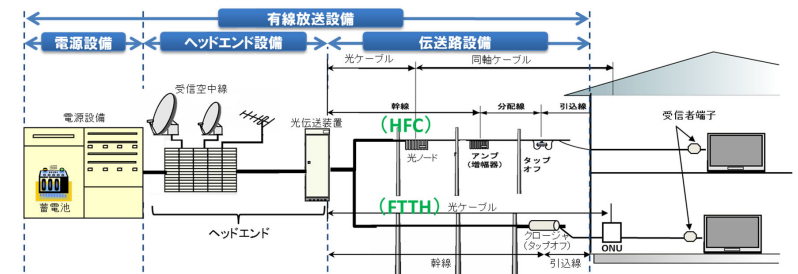 有線放送設備
電源設備
ヘッドエンド設備
伝送路設備
光ケーブル
同軸ケーブル
受信空中線
電源設備
光伝送装置
幹線
分配線
引込線
受信者端子
(HFC)
光ノード
アンプ
(増幅器)
タップ
オフ
蓄電池
(FTTH)
光ケーブル
ヘッドエンド
クロージャ
(タップオフ)
ONU
幹線
引込線